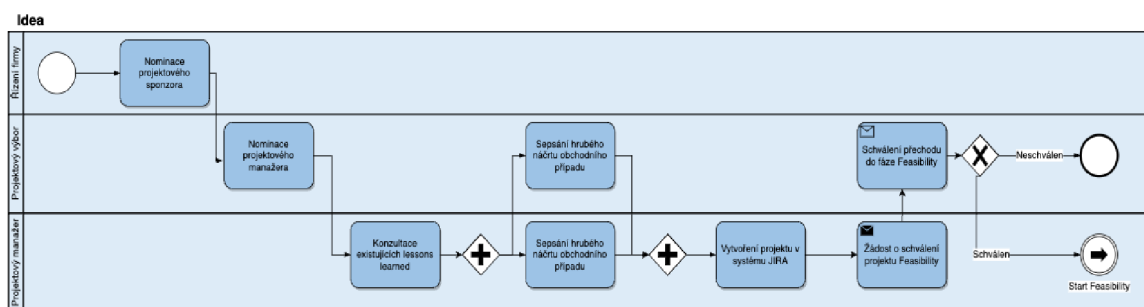 Idea
Řízení firmy
Nominace
projektového
sponzora
Projektový výbor
Nominace
projektového
manažera
Sepsání hrubého
náčrtu obchodního
případu
Schválení přechodu
do fáze Feasibility
Neschválen
Projektový manažer
Konzultace
existujících lessons
learned
Sepsání hrubého
náčrtu obchodního
případu
Vytvoření projektu v
systému JIRA
Žádost o schválení
projektu Feasibility
Schválen
Start Feasibility